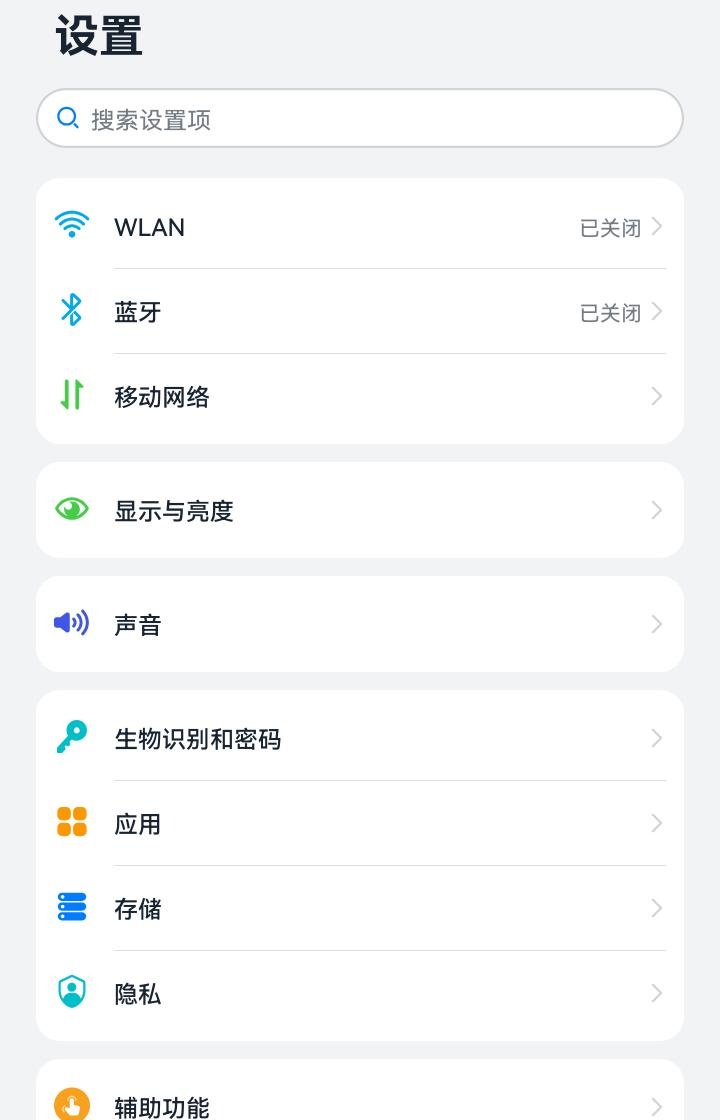 设置
搜索设置项
WLAN 已关闭
蓝牙 已关闭
移动网络
显示与亮度
声音
生物识别和密码
应用
存储
隐私
辅助功能